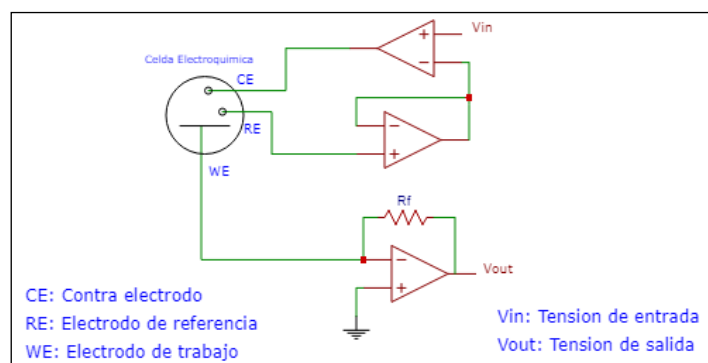 Vin
Celda Electroquimica
CE
RE
WE
Rf
Vout
CE: Contra electrodo
RE: Electrodo de referencia
WE: Electrodo de trabajo
Vin: Tension de entrada
Vout: Tension de salida